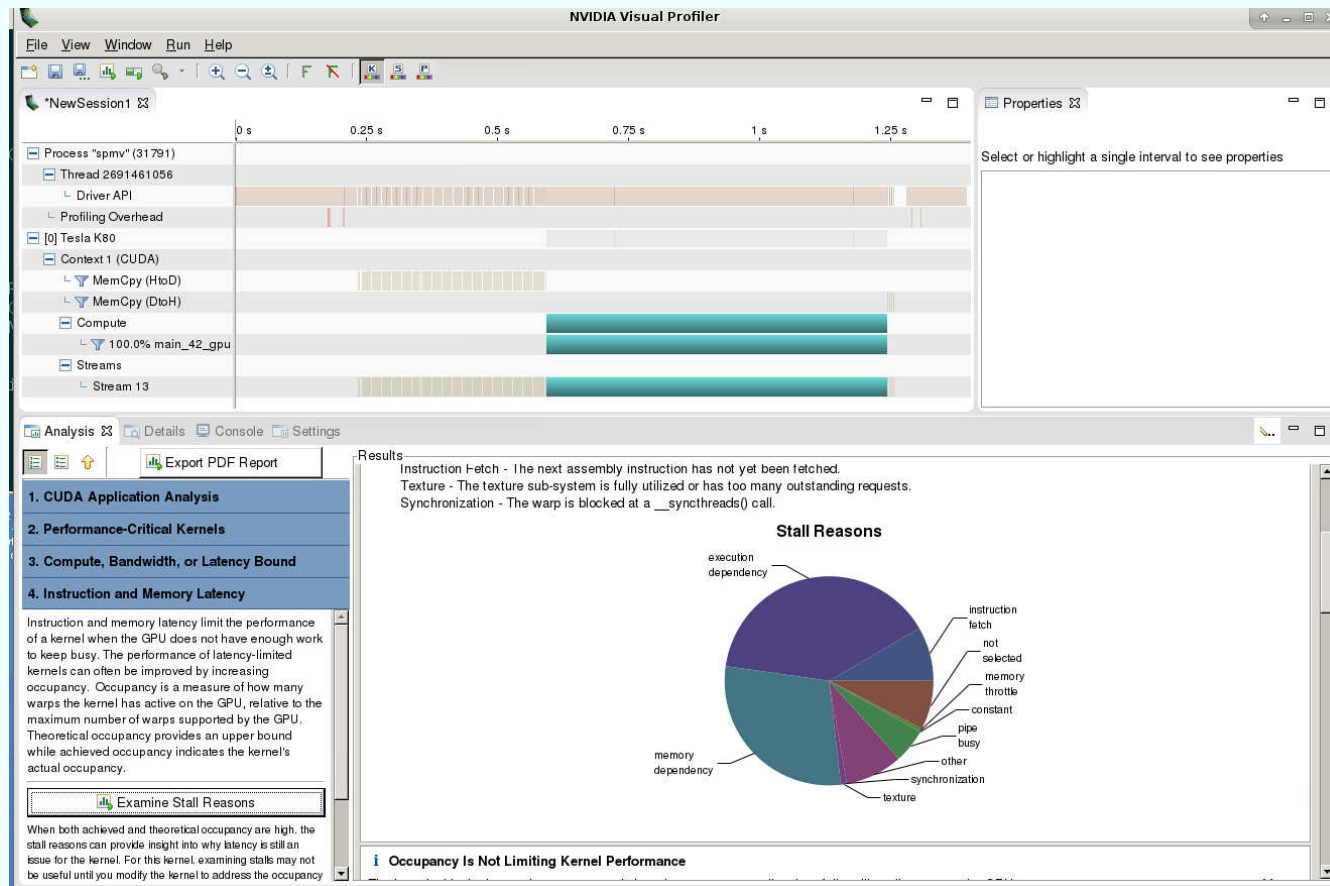 NVIDIA Visual Profiler
File View Window Run Help
*NewSession1
Properties
0 s 0.25 s 0.5 s 0.75 s 1 s 1.25 s
Process "spmv" (31791)
Select or highlight a single interval to see properties
Thread 2691461056
Driver API
Profiling Overhead
[0] Tesla K80
Context 1 (CUDA)
MemCpy (HtoD)
MemCpy (DtoH)
Compute
100.0% main_42_gpu
Streams
Stream 13
Analysis Details Console Settings
Export PDF Report
1. CUDA Application Analysis
2. Performance-Critical Kernels
3. Compute, Bandwidth, or Latency Bound
4. Instruction and Memory Latency
Instruction and memory latency limit the performance
of a kernel when the GPU does not have enough work
to keep busy. The performance of latency-limited
kernels can often be improved by increasing
occupancy. Occupancy is a measure of how many
warps the kernel has active on the GPU, relative to the
maximum number of warps supported by the GPU.
Theoretical occupancy provides an upper bound
while achieved occupancy indicates the kernel's
actual occupancy.
Examine Stall Reasons
When both achieved and theoretical occupancy are high, the
stall reasons can provide insight into why latency is still an
issue for the kernel. For this kernel, examining stalls may not
be useful until you modify the kernel to address the occupancy
Results
Instruction Fetch - The next assembly instruction has not yet been fetched.
Texture - The texture sub-system is fully utilized or has too many outstanding requests.
Synchronization - The warp is blocked at a __syncthreads() call.
Stall Reasons
execution
dependency
instruction
fetch
not
selected
memory
throttle
constant
pipe
busy
other
synchronization
texture
memory
dependency
i Occupancy Is Not Limiting Kernel Performance